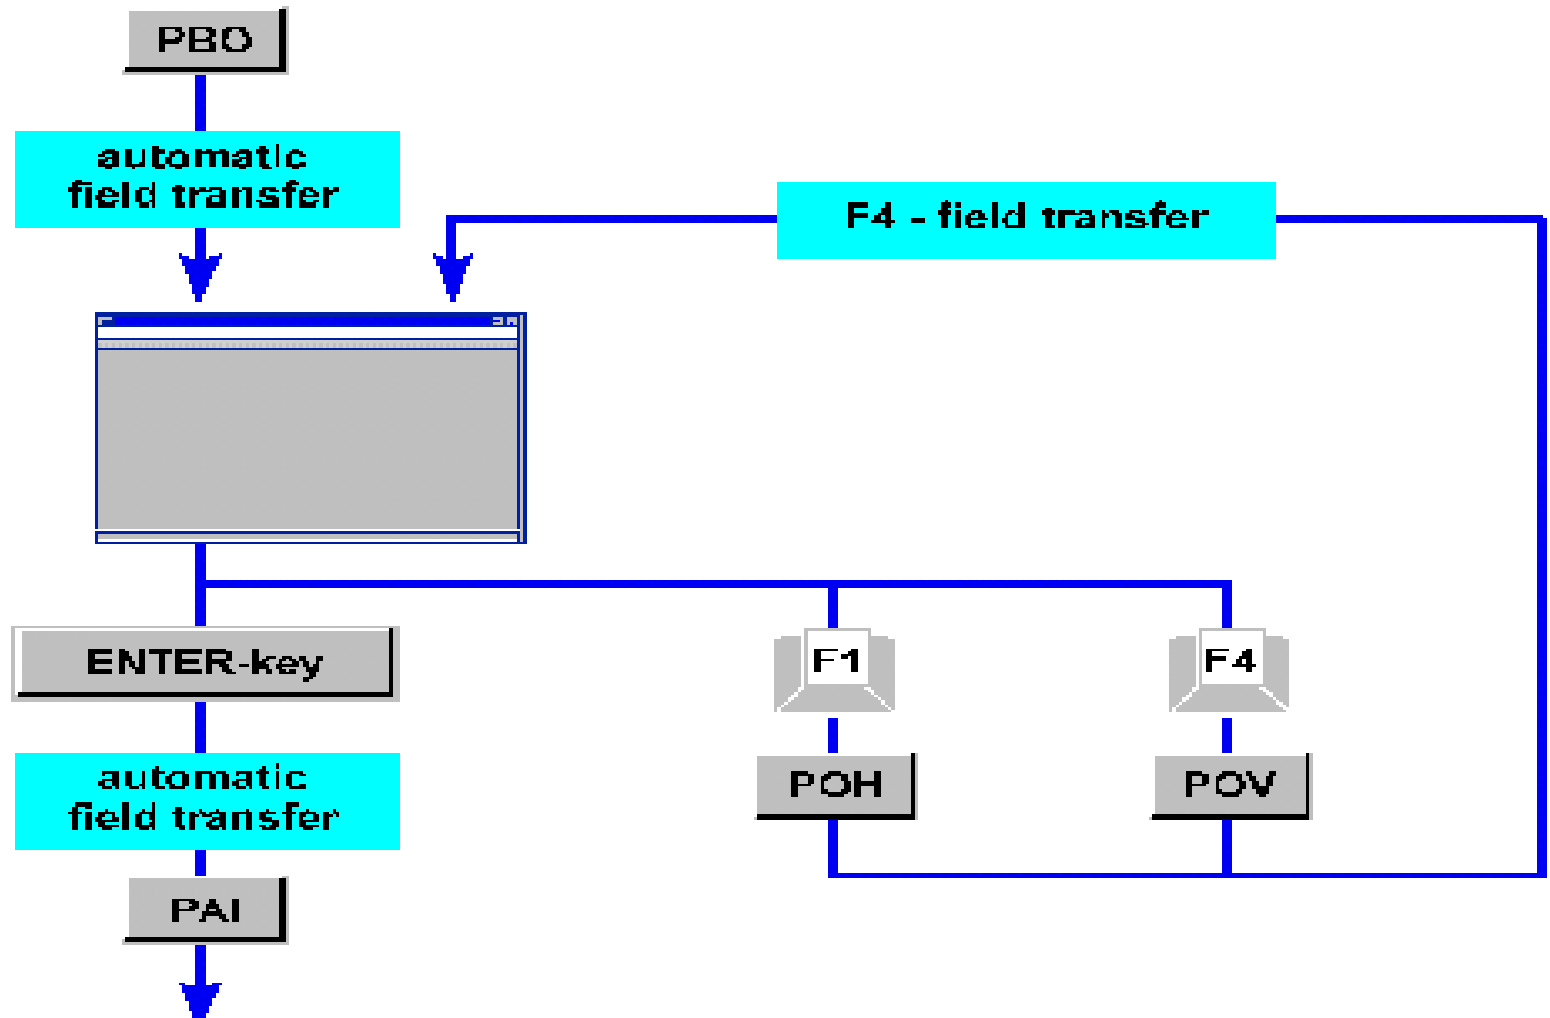 PBO
automatic
field transfer
F4 - field transfer
ENTER-key
F1
F4
automatic
field transfer
POH
POV
PAI